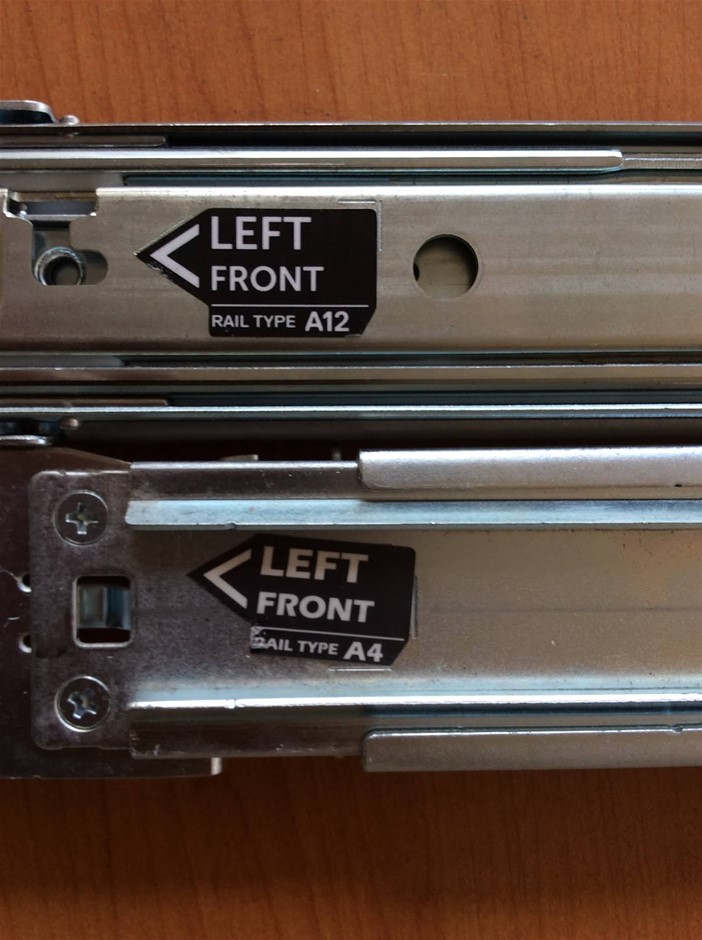 LEFT
FRONT
RAIL TYPE A12
LEFT
FRONT
RAIL TYPE A4